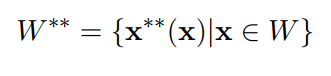 W** = {x**(x)|x ∈ W}